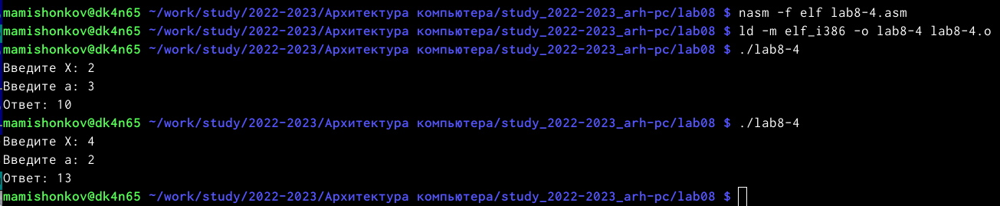 mamishonkov@dk4n65 ~/work/study/2022-2023/Архитектура компьютера/study_2022-2023_arh-pc/lab08 $ nasm -f elf lab8-4.asm
mamishonkov@dk4n65 ~/work/study/2022-2023/Архитектура компьютера/study_2022-2023_arh-pc/lab08 $ ld -m elf_i386 -o lab8-4 lab8-4.o
mamishonkov@dk4n65 ~/work/study/2022-2023/Архитектура компьютера/study_2022-2023_arh-pc/lab08 $ ./lab8-4
Введите X: 2
Введите a: 3
Ответ: 10
mamishonkov@dk4n65 ~/work/study/2022-2023/Архитектура компьютера/study_2022-2023_arh-pc/lab08 $ ./lab8-4
Введите X: 4
Введите a: 2
Ответ: 13
mamishonkov@dk4n65 ~/work/study/2022-2023/Архитектура компьютера/study_2022-2023_arh-pc/lab08 $